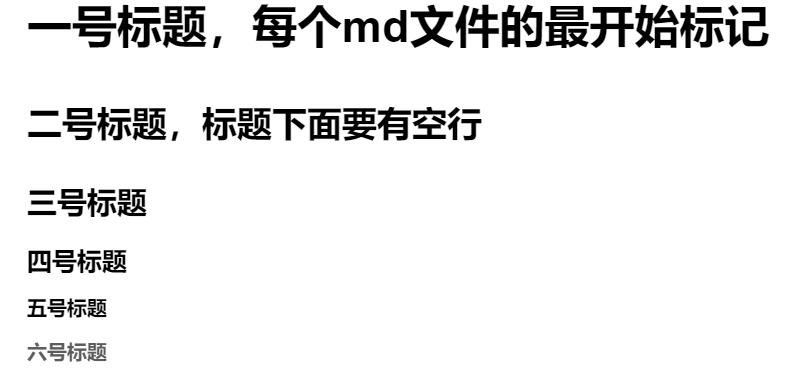 一号标题，每个md文件的最开始标记
二号标题，标题下面要有空行
三号标题
四号标题
五号标题
六号标题